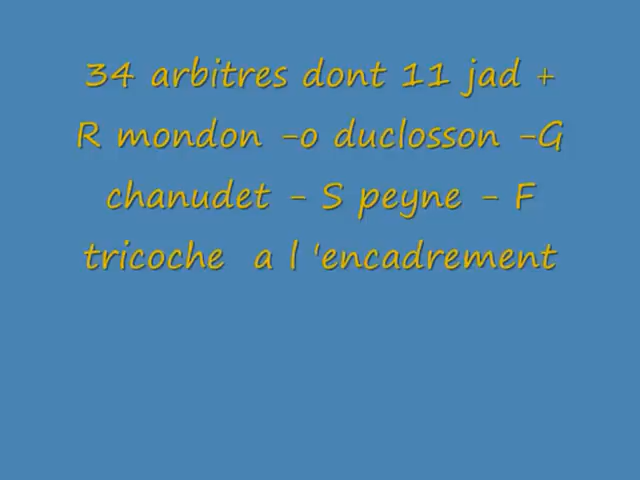 34 arbitres dont 11 jad +
R mondon -o duclosson -G
chanudet - S peyne - F
tricoche a l 'encadrement